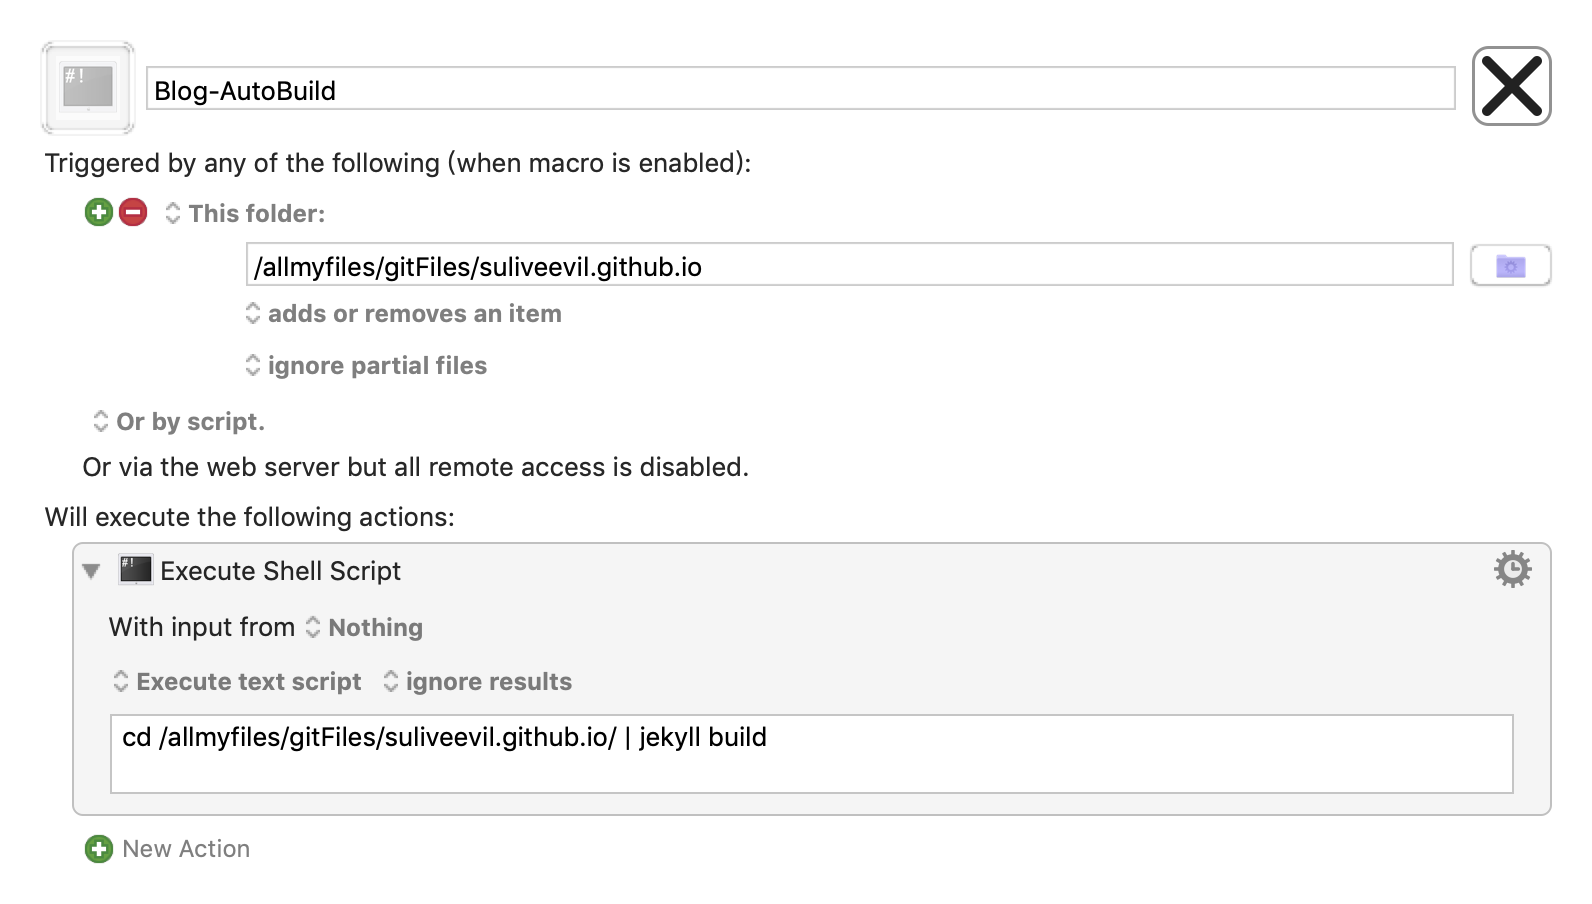 #!
Blog-AutoBuild
Triggered by any of the following (when macro is enabled):
This folder:
/allmyfiles/gitFiles/suliveevil.github.io
adds or removes an item
ignore partial files
Or by script.
Or via the web server but all remote access is disabled.
Will execute the following actions:
#! Execute Shell Script
With input from Nothing
Execute text script ignore results
cd /allmyfiles/gitFiles/suliveevil.github.io/ | jekyll build
New Action